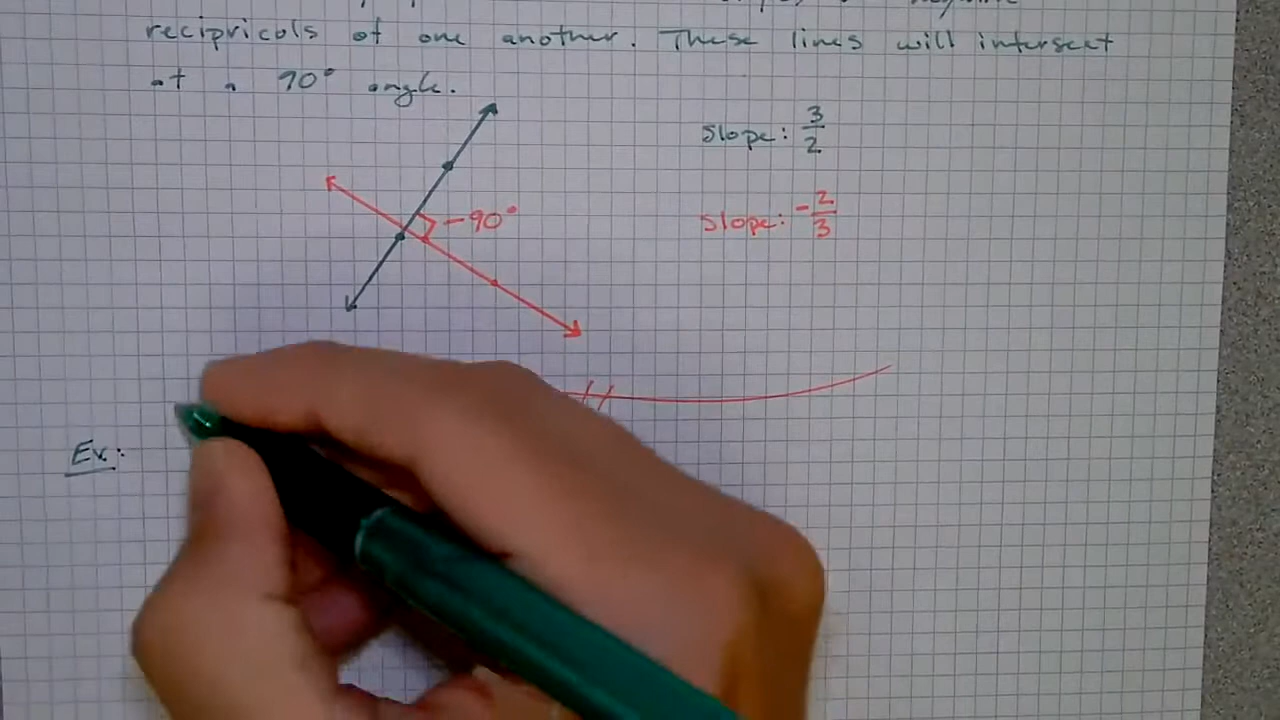 recipricols of one another. These lines will intersect
at a 90° angle.
Slope: 3/2
-90°
Slope: -2/3
Ex: